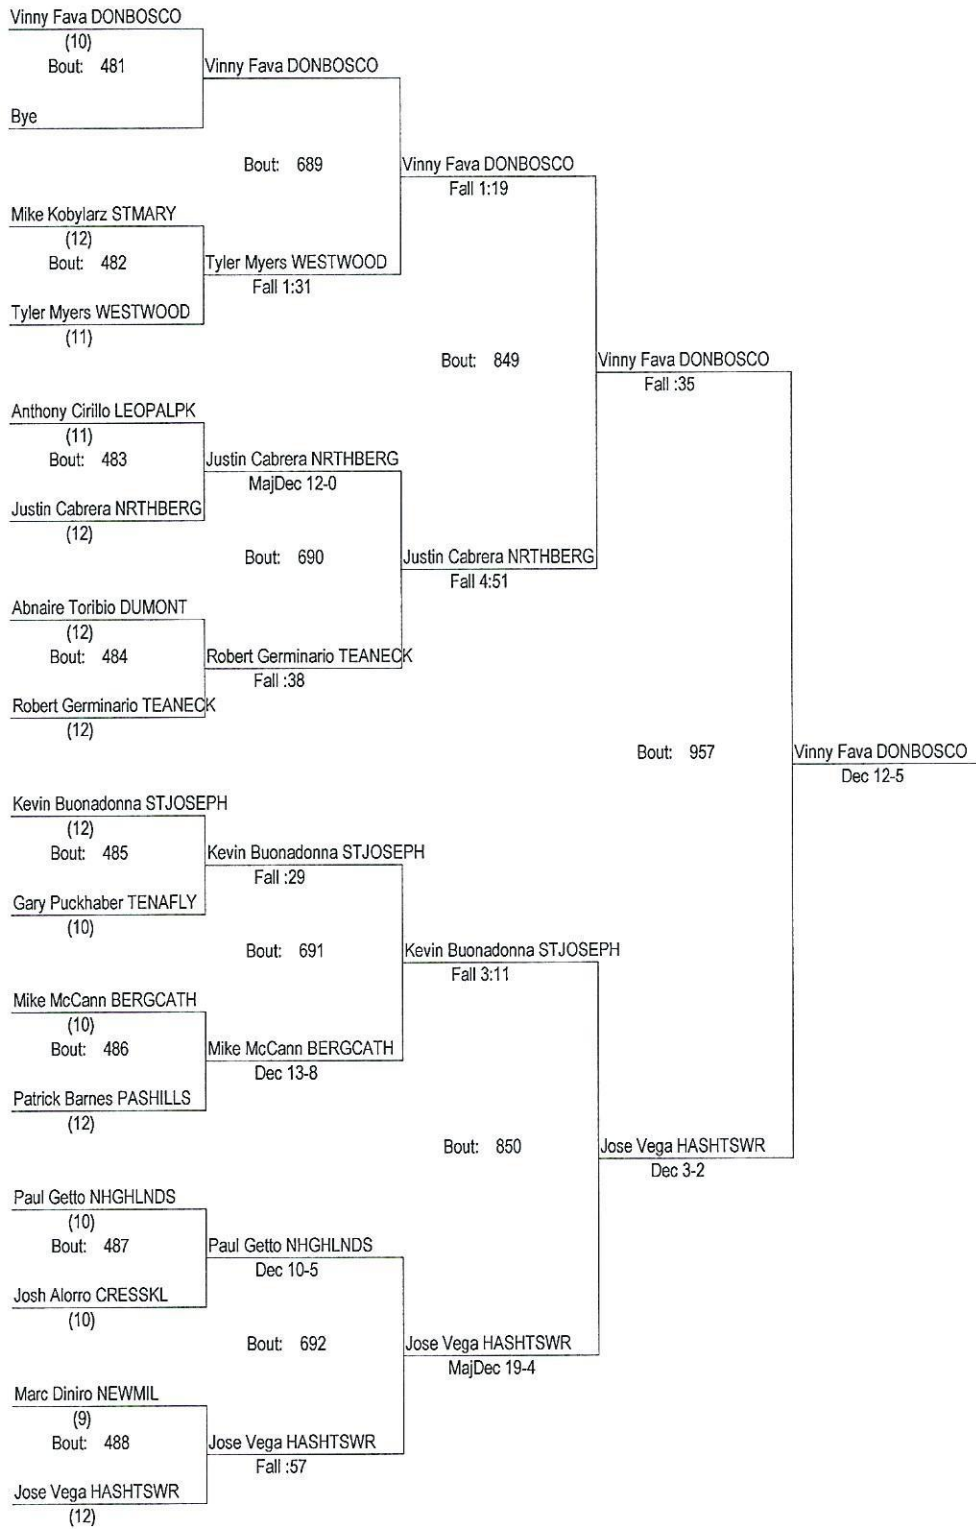 Vinny Fava DONBOSCO
(10)
Bout: 481
Vinny Fava DONBOSCO
Bye
Bout: 689
Vinny Fava DONBOSCO
Fall 1:19
Mike Kobylarz STMARY
(12)
Bout: 482
Tyler Myers WESTWOOD
Fall 1:31
Tyler Myers WESTWOOD
(11)
Bout: 849
Vinny Fava DONBOSCO
Fall :35
Anthony Cirillo LEOPALPK
(11)
Bout: 483
Justin Cabrera NRTHBERG
MajDec 12-0
Justin Cabrera NRTHBERG
(12)
Bout: 690
Justin Cabrera NRTHBERG
Fall 4:51
Abnaire Toribio DUMONT
(12)
Bout: 484
Robert Germinario TEANECK
Fall :38
Robert Germinario TEANECK
(12)
Bout: 957
Vinny Fava DONBOSCO
Dec 12-5
Kevin Buonadonna STJOSEPH
(12)
Bout: 485
Kevin Buonadonna STJOSEPH
Fall :29
Gary Puckhaber TENAFLY
(10)
Bout: 691
Kevin Buonadonna STJOSEPH
Fall 3:11
Mike McCann BERGCATH
(10)
Bout: 486
Mike McCann BERGCATH
Dec 13-8
Patrick Barnes PASHILLS
(12)
Bout: 850
Jose Vega HASHTSWR
Dec 3-2
Paul Getto NHGHLNDS
(10)
Bout: 487
Paul Getto NHGHLNDS
Dec 10-5
Josh Alorro CRESSKL
(10)
Bout: 692
Jose Vega HASHTSWR
MajDec 19-4
Marc Diniro NEWMIL
(9)
Bout: 488
Jose Vega HASHTSWR
Fall :57
Jose Vega HASHTSWR
(12)